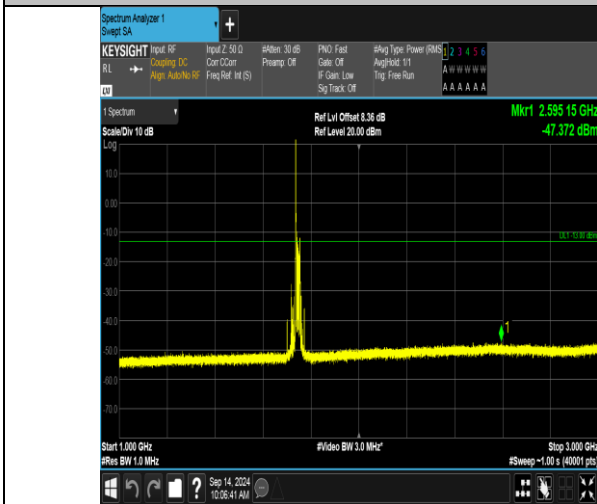 Spectrum Analyzer 1
Swept SA
+
KEYSIGHT Input: RF Input Z: 50 Ω #Atten: 30 dB PNO: Fast #Avg Type: Power (RMS 1 2 3 4 5 6
RL Coupling: DC Corr CCorr Preamp: Off Gate: Off Avg|Hold: 1/1 A W W W W W
Align: Auto/No RF Freq Ref: Int (S) IF Gain: Low Trig: Free Run
Sig Track: Off A A A A A A
1 Spectrum
Ref Lvl Offset 8.36 dB Mkr1 2.595 15 GHz
Scale/Div 10 dB Ref Level 20.00 dBm -47.372 dBm
Log
10.0
0.00
-10.0
DL1 -13.00 dBm
-20.0
-30.0
1
-40.0
-50.0
-60.0
-70.0
Start 1.000 GHz #Video BW 3.0 MHz* Stop 3.000 GHz
#Res BW 1.0 MHz #Sweep ~1.00 s (40001 pts)
? Sep 14, 2024
10:06:41 AM